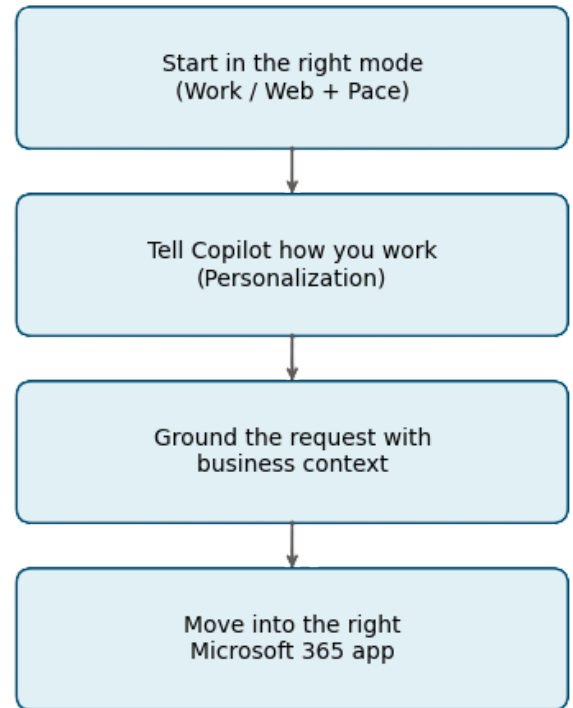 Start in the right mode
(Work / Web + Pace)
Tell Copilot how you work
(Personalization)
Ground the request with
business context
Move into the right
Microsoft 365 app